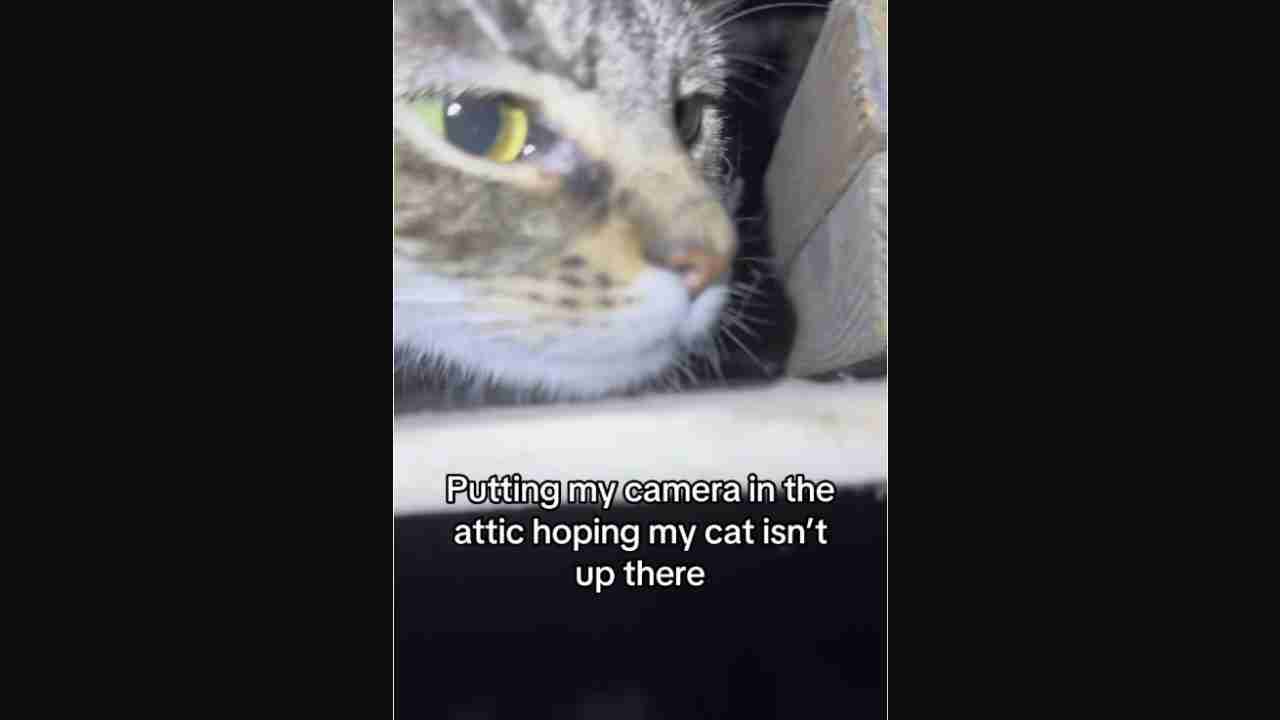 Putting my camera in the
attic hoping my cat isn’t
up there